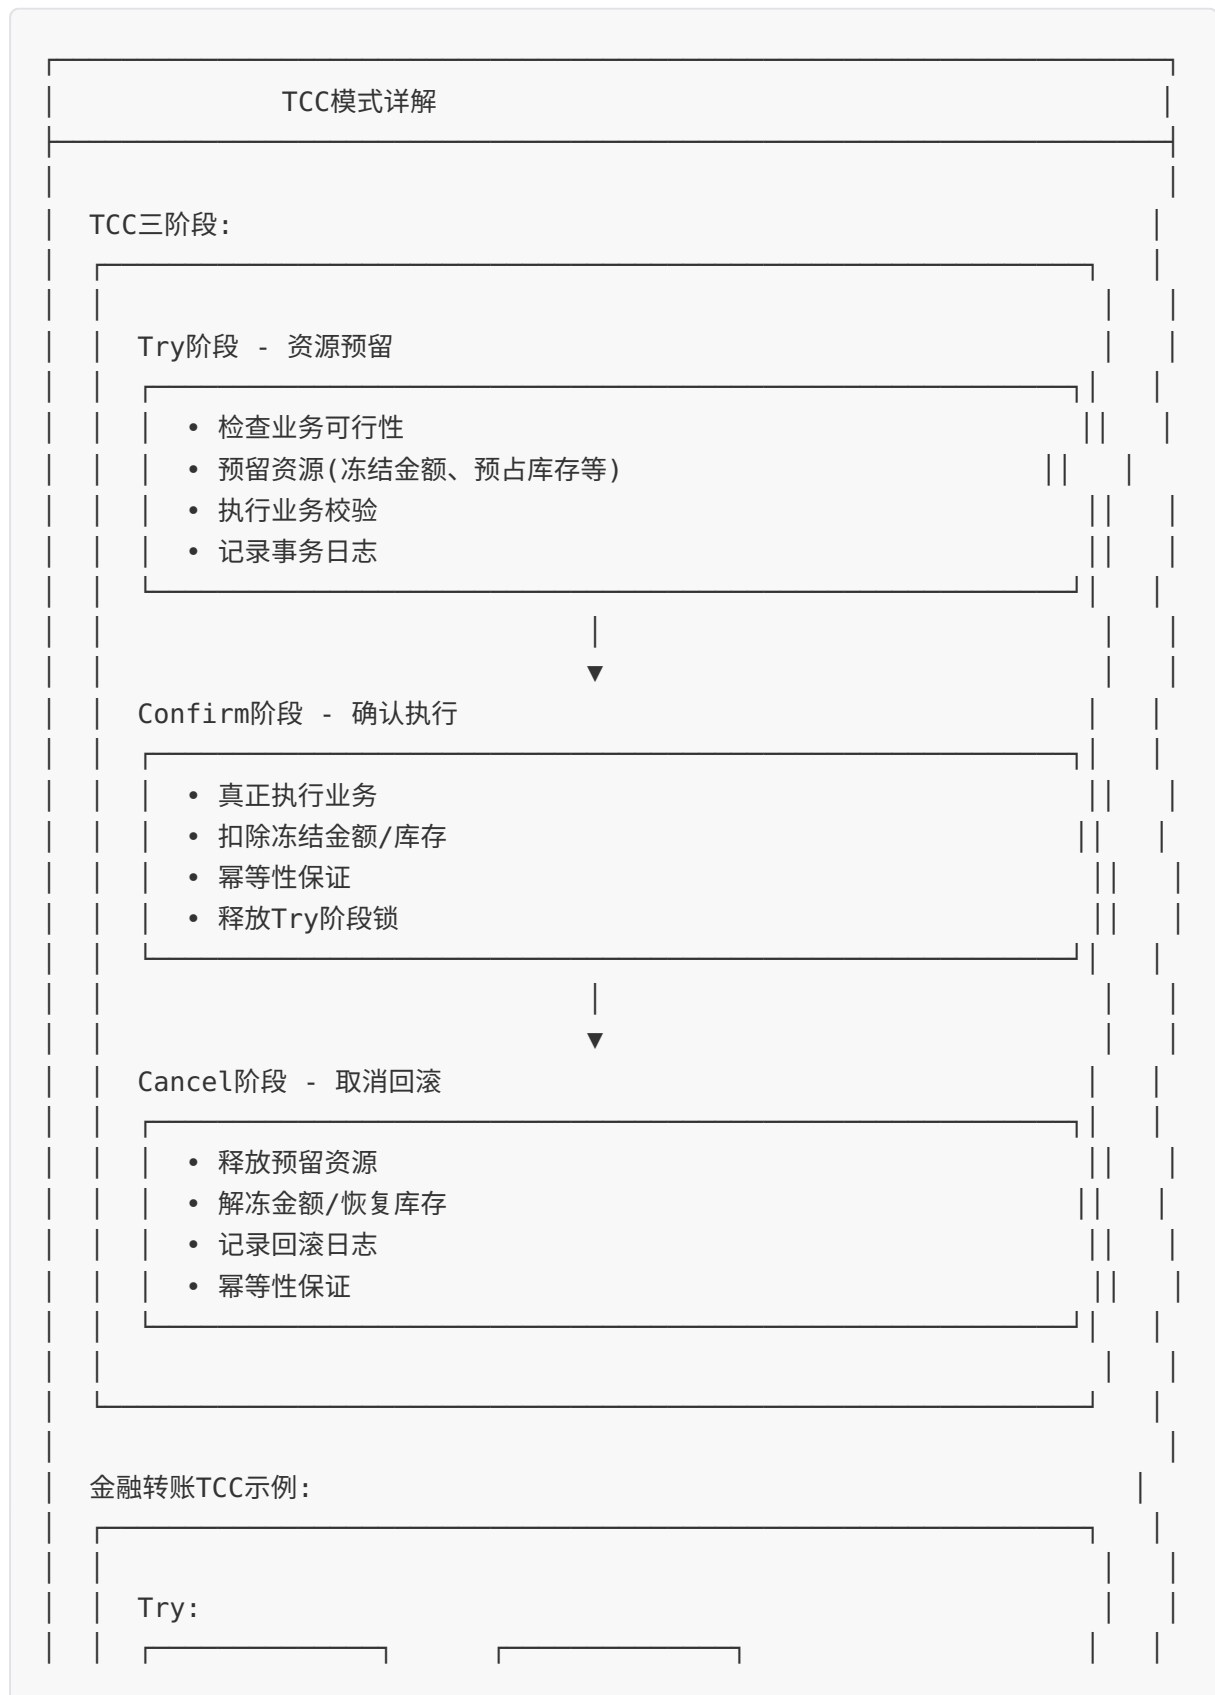 TCC模式详解
TCC三阶段:
Try阶段 - 资源预留
• 检查业务可行性
• 预留资源(冻结金额、预占库存等)
• 执行业务校验
• 记录事务日志
▼
Confirm阶段 - 确认执行
• 真正执行业务
• 扣除冻结金额/库存
• 幂等性保证
• 释放Try阶段锁
▼
Cancel阶段 - 取消回滚
• 释放预留资源
• 解冻金额/恢复库存
• 记录回滚日志
• 幂等性保证
金融转账TCC示例:
Try: